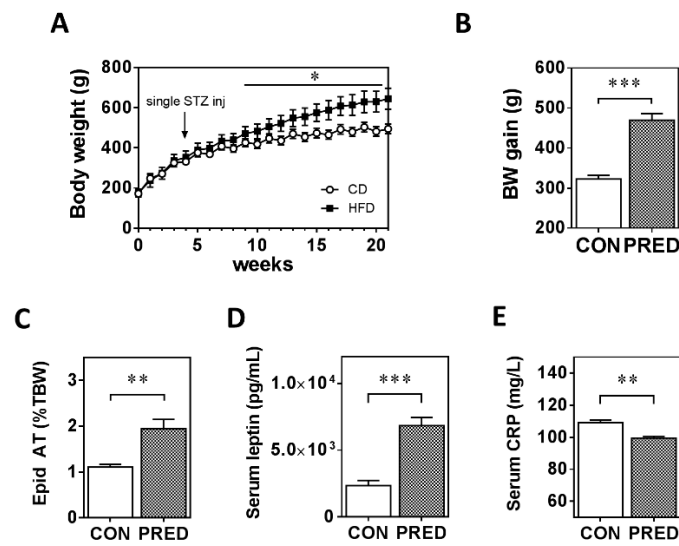 A
Body weight (g)
800
600
400
200
0
single STZ inj
*
CD
HFD
0 5 10 15 20
weeks
B
BW gain (g)
600
500
400
300
200
***
CON PRED
C
Epid AT (%TBW)
3
2
1
0
**
CON PRED
D
Serum leptin (pg/mL)
1.0×10⁴
5.0×10³
0
***
CON PRED
E
Serum CRP (mg/L)
140
120
100
80
60
**
CON PRED